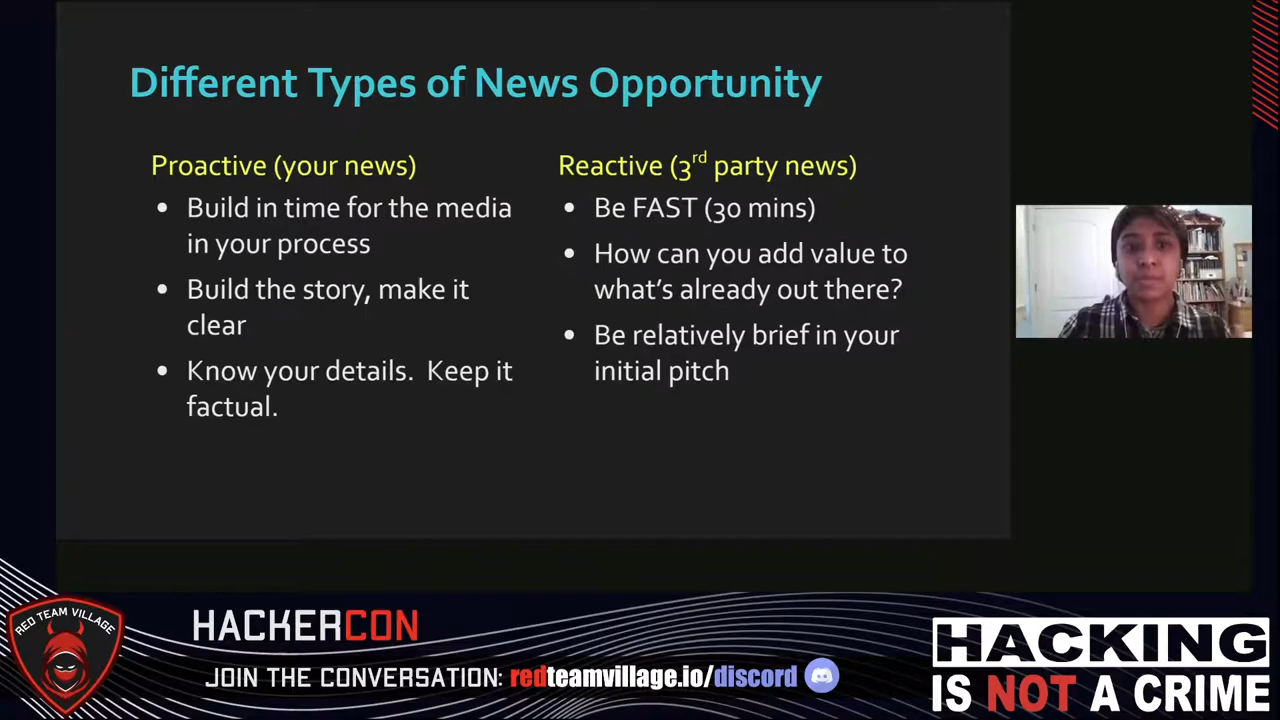 Different Types of News Opportunity
Proactive (your news)
• Build in time for the media
in your process
• Build the story, make it
clear
• Know your details.  Keep it
factual.
Reactive (3rd party news)
• Be FAST (30 mins)
• How can you add value to
what's already out there?
• Be relatively brief in your
initial pitch
RED TEAM VILLAGE
HACKERCON
JOIN THE CONVERSATION: redteamvillage.io/discord
HACKING
IS NOT A CRIME